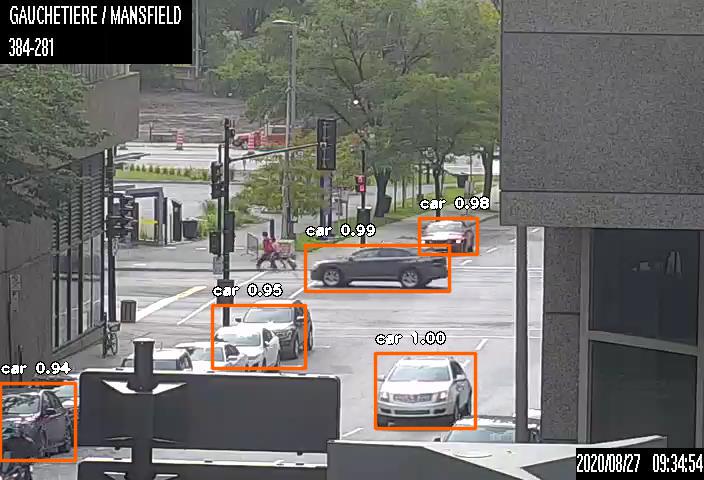 GAUCHETIERE / MANSFIELD
384-281
car 0.98
car 0.99
car 0.95
car 1.00
car 0.94
2020/08/27 09:34:54